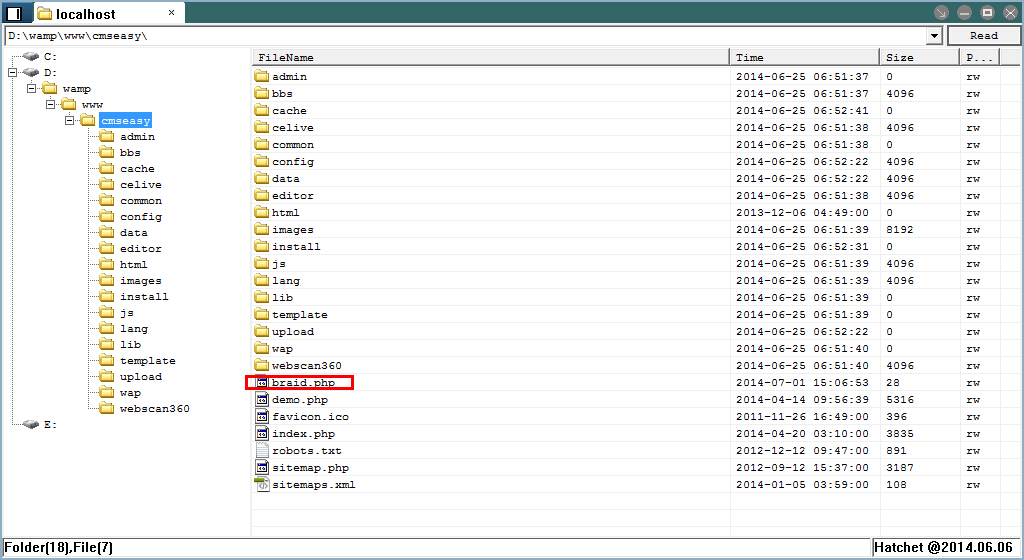 localhost ×
D:\wamp\www\cmseasy\ Read
C:
D:
wamp
www
cmseasy
admin
bbs
cache
celive
common
config
data
editor
html
images
install
js
lang
lib
template
upload
wap
webscan360
E:
FileName Time Size P...
admin 2014-06-25 06:51:37 0 rw
bbs 2014-06-25 06:51:37 4096 rw
cache 2014-06-25 06:52:41 0 rw
celive 2014-06-25 06:51:38 4096 rw
common 2014-06-25 06:51:38 0 rw
config 2014-06-25 06:52:22 4096 rw
data 2014-06-25 06:52:22 4096 rw
editor 2014-06-25 06:51:38 4096 rw
html 2013-12-06 04:49:00 0 rw
images 2014-06-25 06:51:39 8192 rw
install 2014-06-25 06:52:31 0 rw
js 2014-06-25 06:51:39 4096 rw
lang 2014-06-25 06:51:39 4096 rw
lib 2014-06-25 06:51:39 0 rw
template 2014-06-25 06:51:39 0 rw
upload 2014-06-25 06:52:22 0 rw
wap 2014-06-25 06:51:40 0 rw
webscan360 2014-06-25 06:51:40 4096 rw
braid.php 2014-07-01 15:06:53 28 rw
demo.php 2014-04-14 09:56:39 5316 rw
favicon.ico 2011-11-26 16:49:00 396 rw
index.php 2014-04-20 03:10:00 3835 rw
robots.txt 2012-12-12 09:47:00 891 rw
sitemap.php 2012-09-12 15:37:00 3187 rw
sitemaps.xml 2014-01-05 03:59:00 108 rw
Folder(18),File(7) Hatchet @2014.06.06